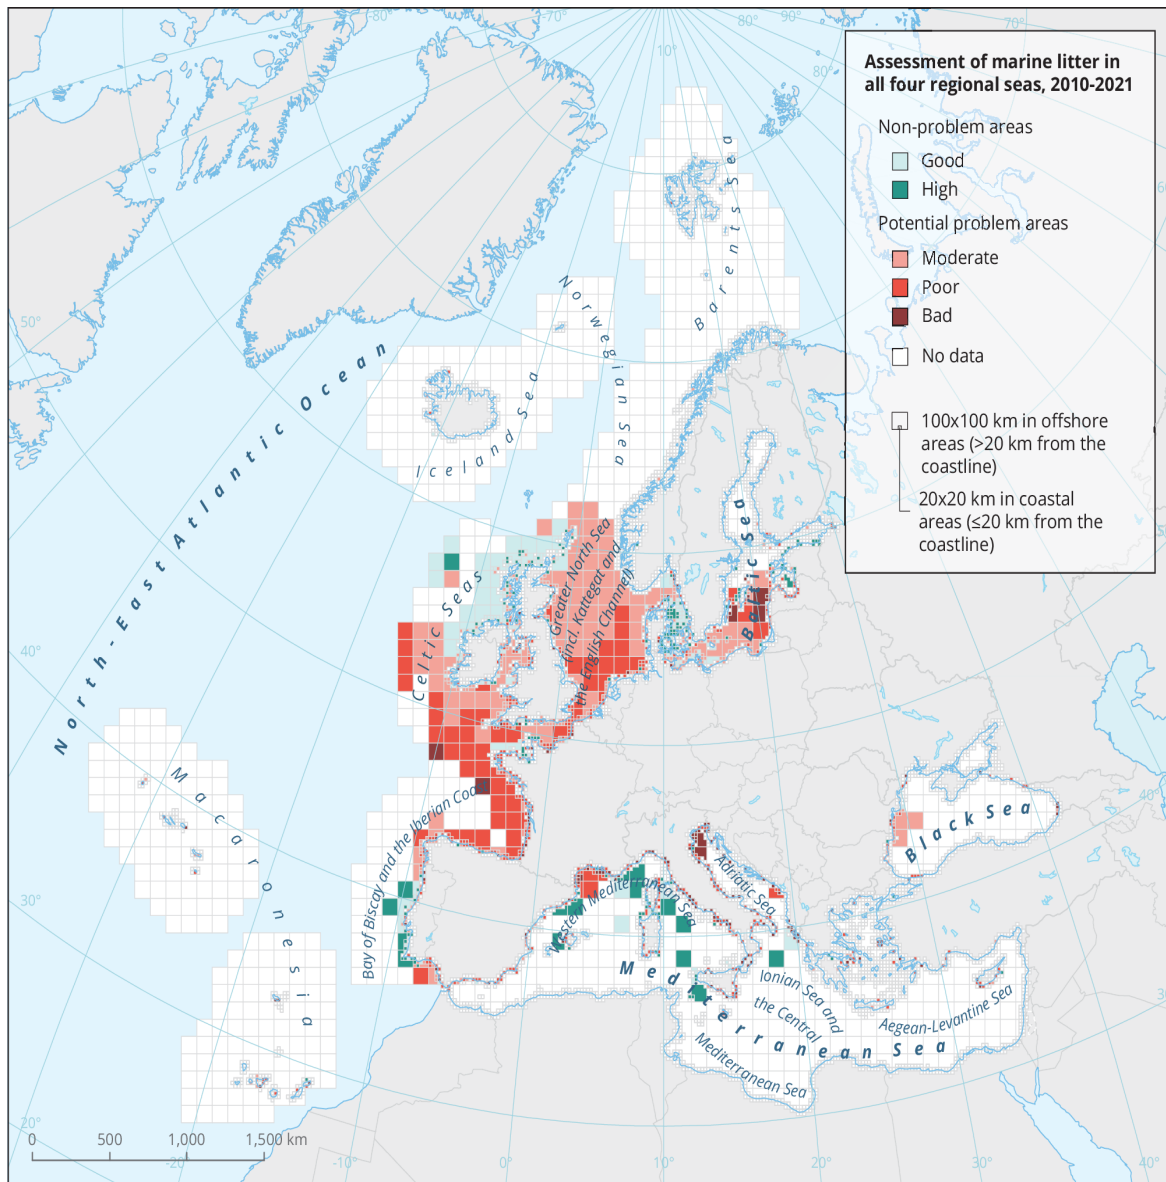 -80°
-70°
80°
90°
70°
10°
80°
Assessment of marine litter in
all four regional seas, 2010-2021
Non-problem areas
Good
High
Potential problem areas
Moderate
Poor
Bad
No data
100x100 km in offshore
areas (>20 km from the
coastline)
20x20 km in coastal
areas (≤20 km from the
coastline)
Barents Sea
Norwegian Sea
Iceland Sea
North-East Atlantic Ocean
50°
40°
30°
20°
Celtic Seas
Greater North Sea
(incl. Kattegat and
the English Channel)
Baltic Sea
Macaronesia
Bay of Biscay and the Iberian Coast
Black Sea
Adriatic Sea
Western Mediterranean Sea
Mediterranean Sea
Ionian Sea and
the Central
Mediterranean Sea
Aegean-Levantine Sea
0
500
1,000
1,500 km
-20°
-10°
0°
10°
20°
30°
40°